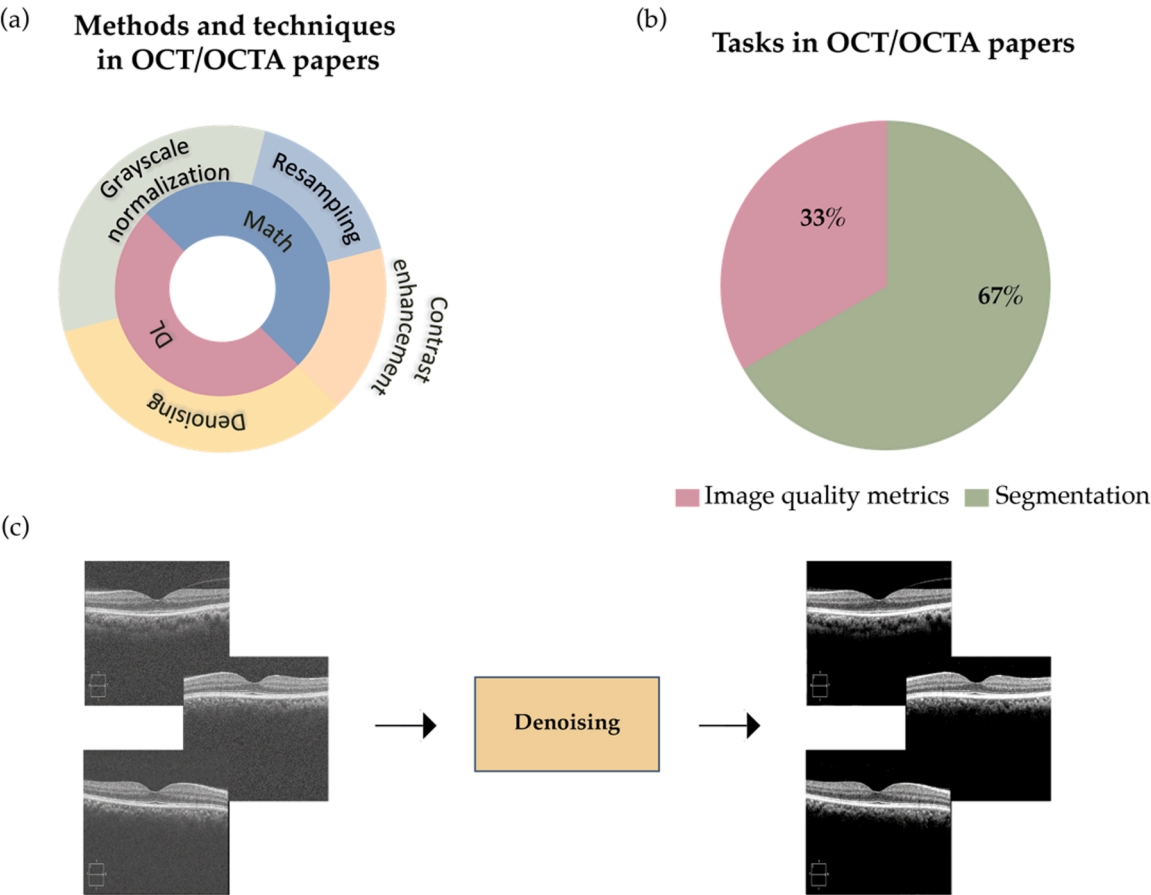 (a)
Methods and techniques
in OCT/OCTA papers
Grayscale
normalization
Resampling
Math
Contrast
enhancement
DL
Denoising
(b)
Tasks in OCT/OCTA papers
33%
67%
Image quality metrics
Segmentation
(c)
Denoising